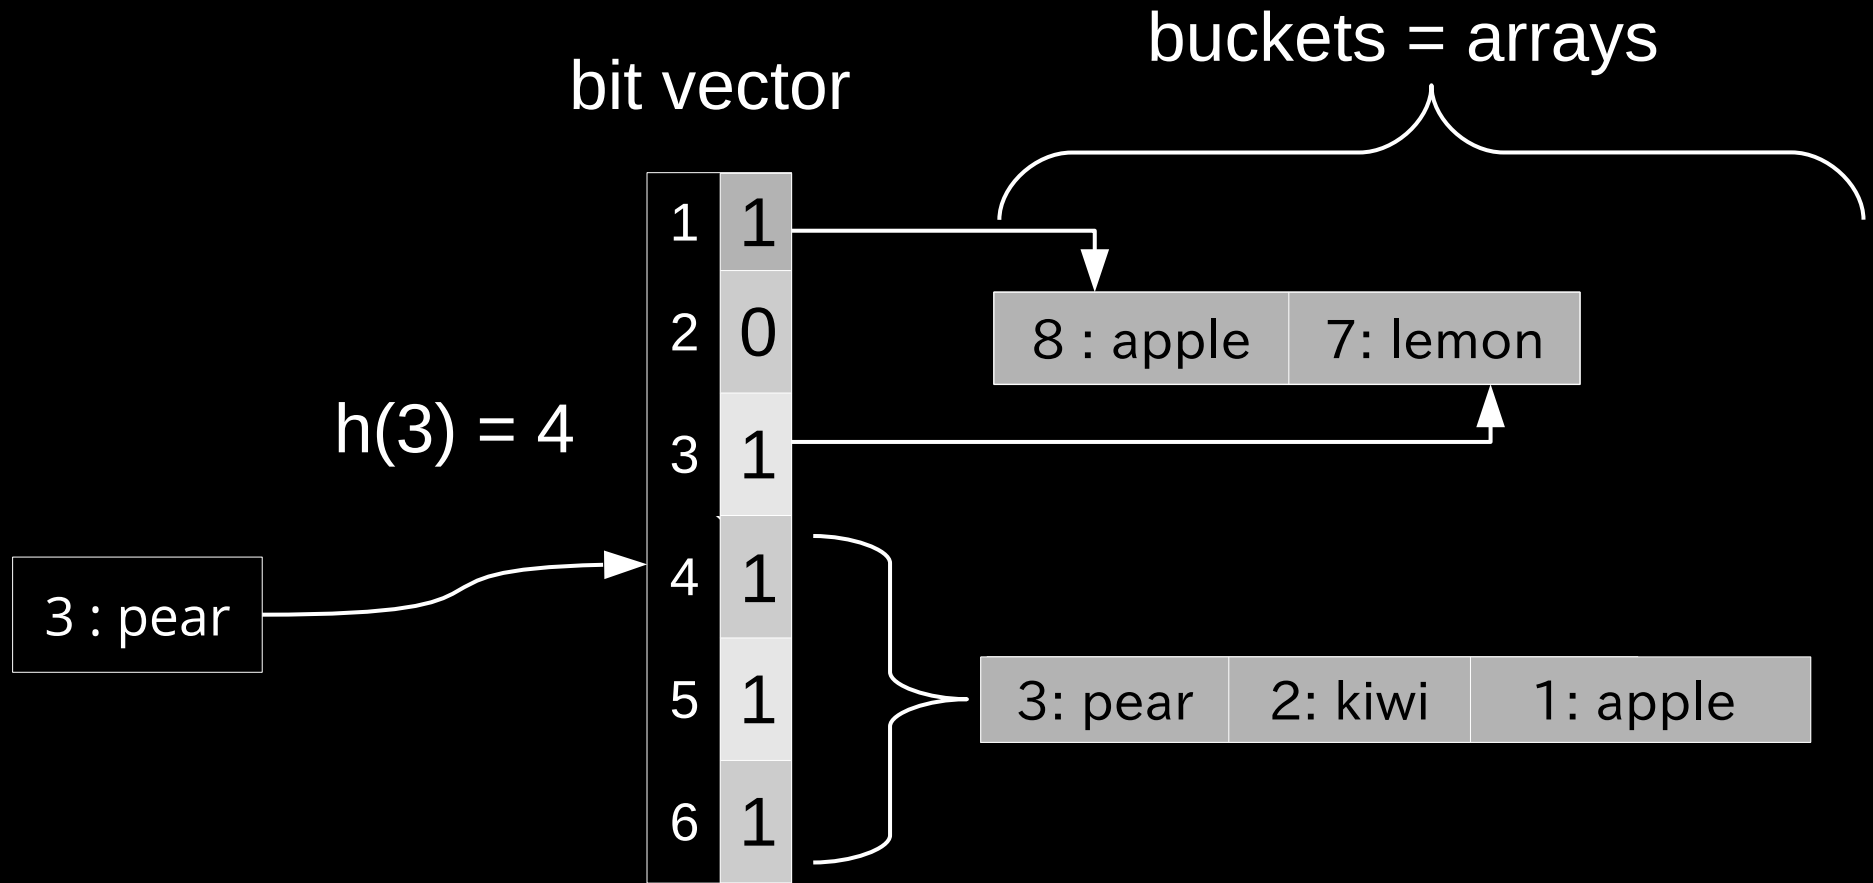 buckets = arrays
bit vector
1 1
8 : apple 7: lemon
2 0
h(3) = 4
3 1
4 1
3 : pear
5 1
3: pear 2: kiwi 1: apple
6 1